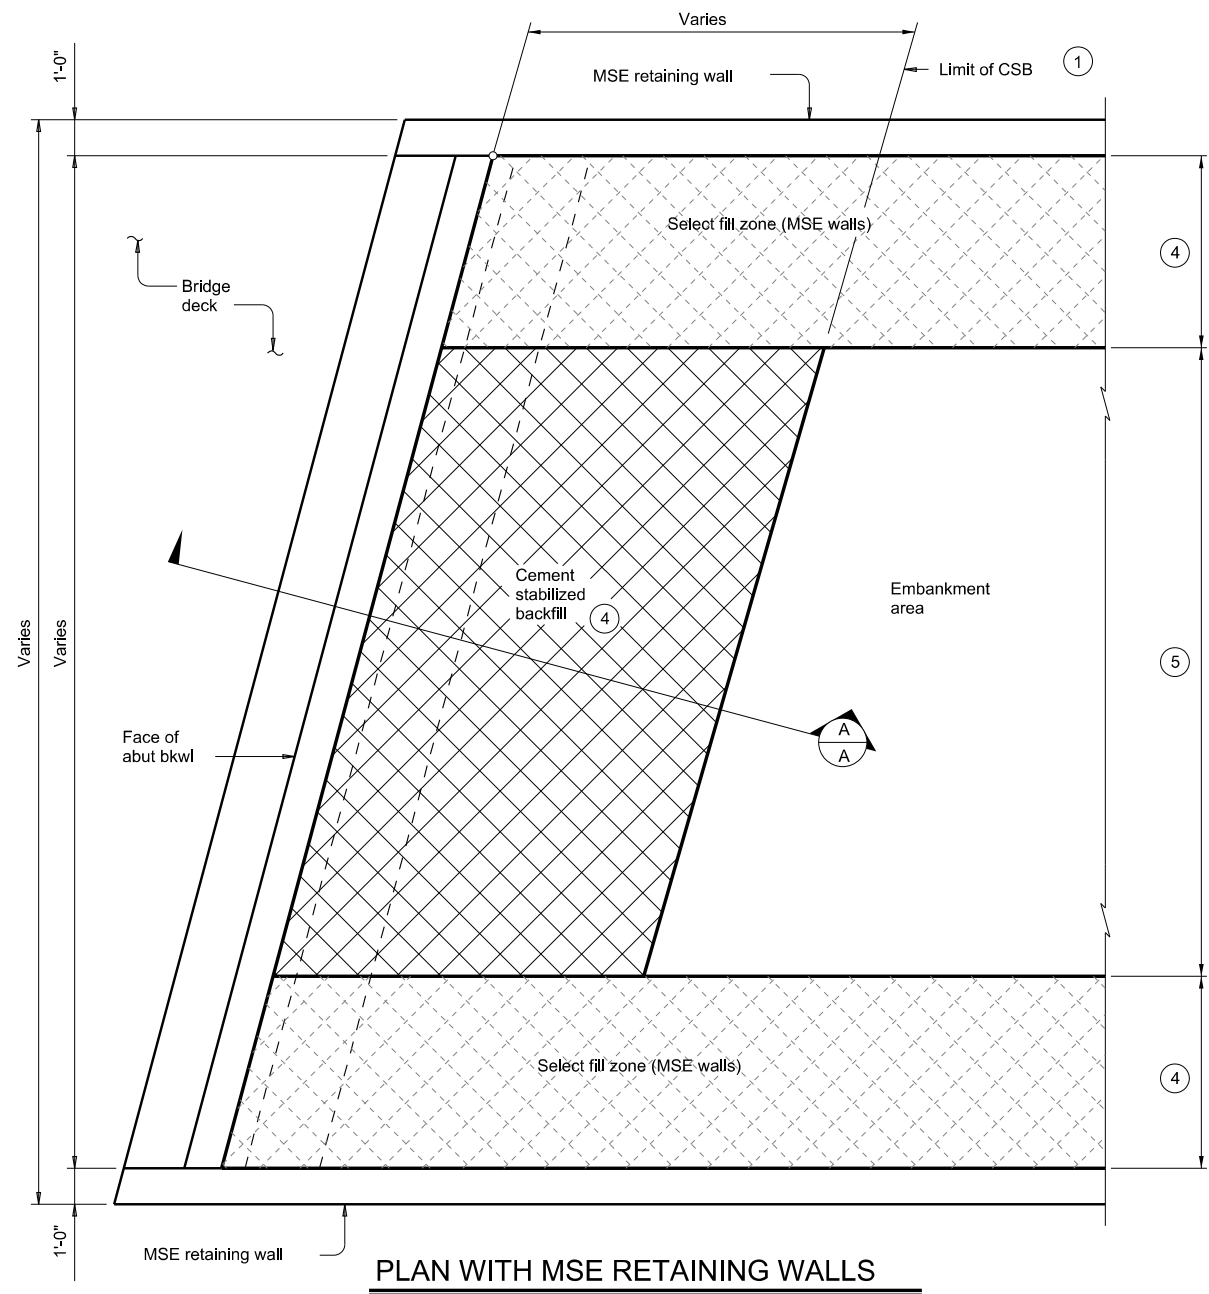 Varies
1'-0"
MSE retaining wall
Limit of CSB
1
Select fill zone (MSE walls)
4
Bridge
deck
Cement
stabilized
backfill
4
Embankment
area
Varies
Varies
5
Face of
abut bkwl
A
A
Select fill zone (MSE walls)
4
1'-0"
MSE retaining wall
PLAN WITH MSE RETAINING WALLS